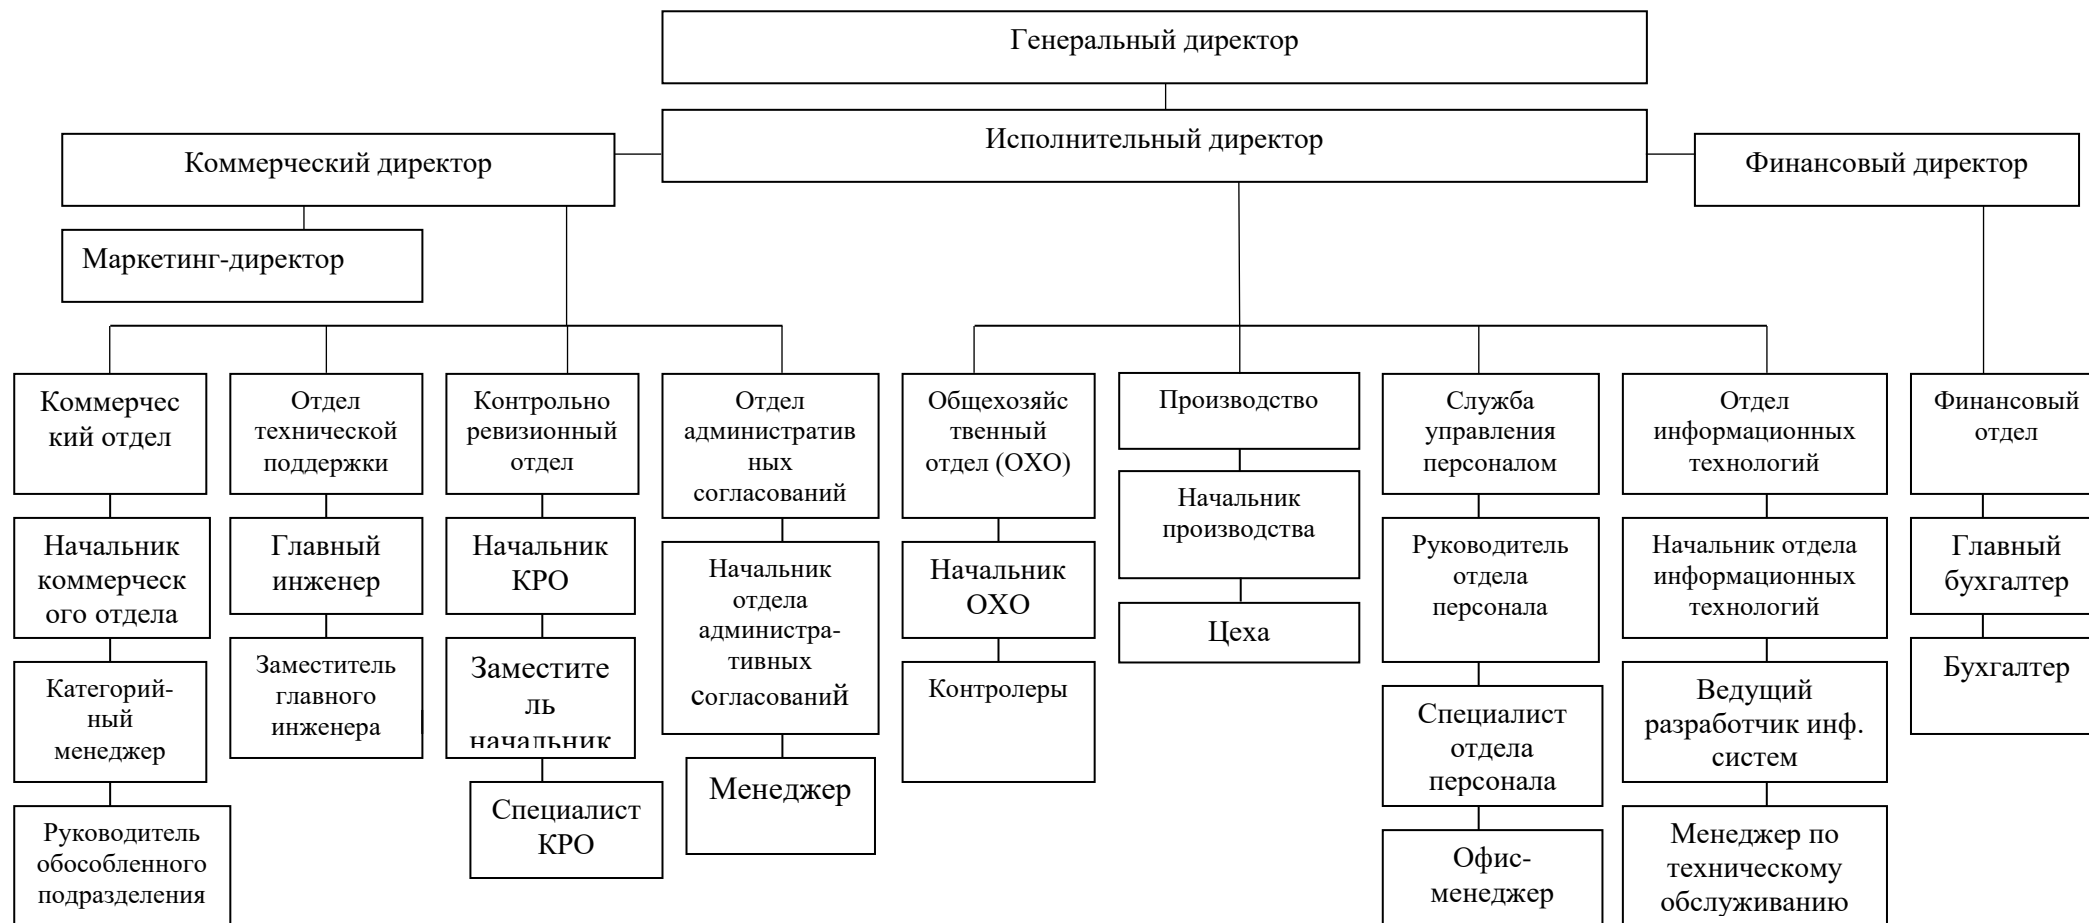 Генеральный директор
Исполнительный директор
Коммерческий директор
Финансовый директор
Маркетинг-директор
Коммерчес
кий отдел
Начальник
коммерческ
ого отдела
Категорий-
ный
менеджер
Руководитель
обособленного
подразделения
Отдел
технической
поддержки
Главный
инженер
Заместитель
главного
инженера
Контрольно
ревизионный
отдел
Начальник
КРО
Заместите
ль
начальник
Специалист
КРО
Отдел
административ
ных
согласований
Начальник
отдела
администра-
тивных
согласований
Менеджер
Общехозяйс
твенный
отдел (ОХО)
Начальник
ОХО
Контролеры
Производство
Начальник
производства
Цеха
Служба
управления
персоналом
Руководитель
отдела
персонала
Специалист
отдела
персонала
Офис-
менеджер
Отдел
информационных
технологий
Начальник отдела
информационных
технологий
Ведущий
разработчик инф.
систем
Менеджер по
техническому
обслуживанию
Финансовый
отдел
Главный
бухгалтер
Бухгалтер